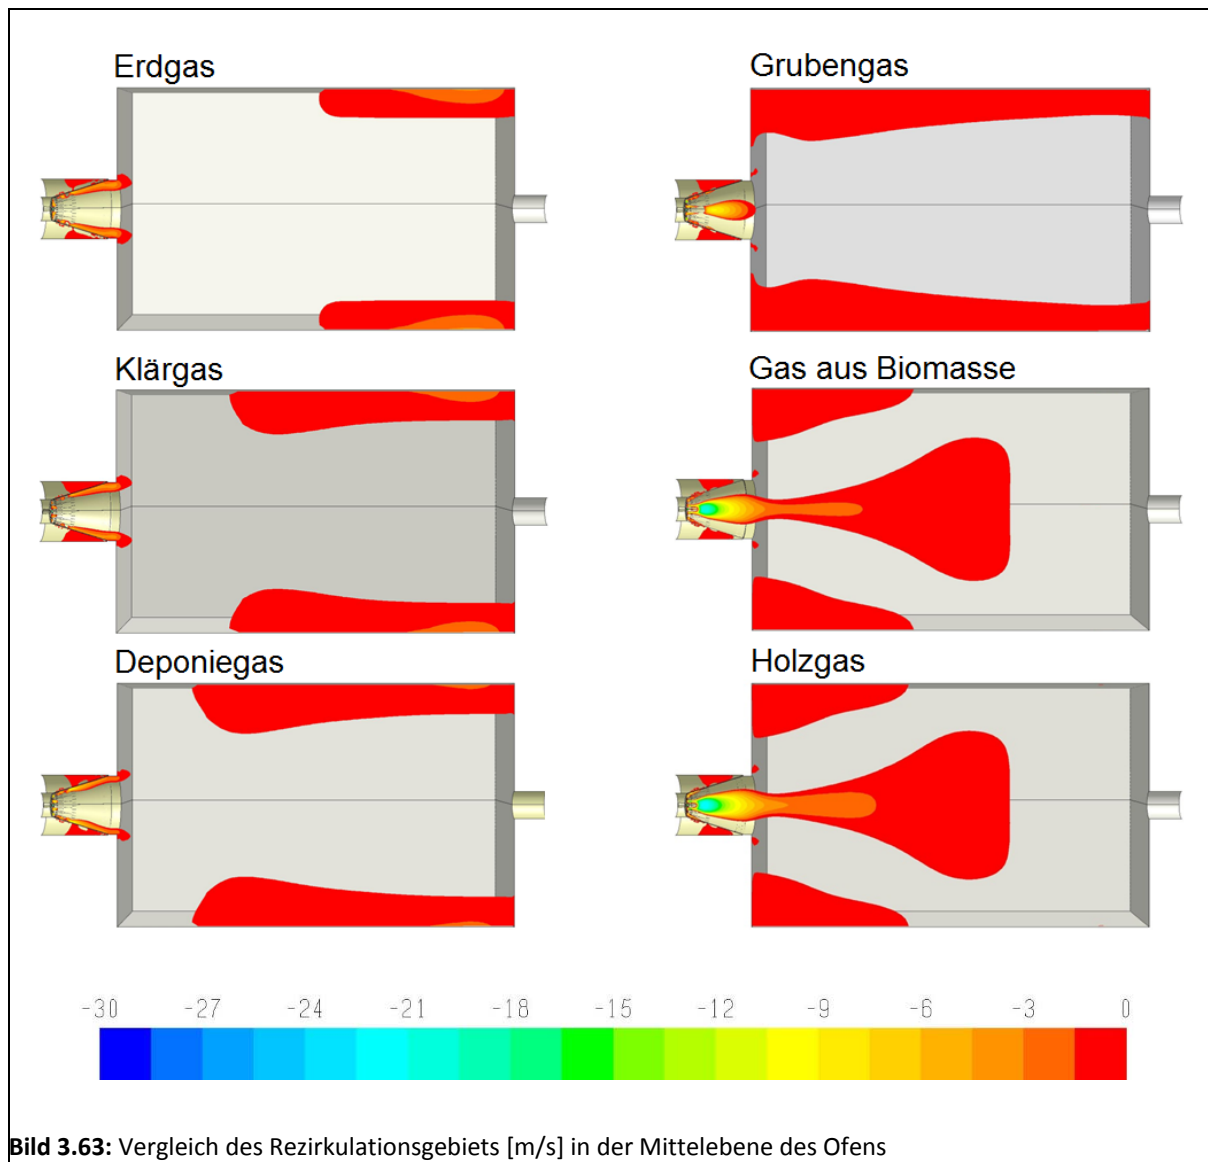 Erdgas
Grubengas
Klärgas
Gas aus Biomasse
Deponiegas
Holzgas
-30 -27 -24 -21 -18 -15 -12 -9 -6 -3 0
Bild 3.63: Vergleich des Rezirkulationsgebiets [m/s] in der Mittelebene des Ofens